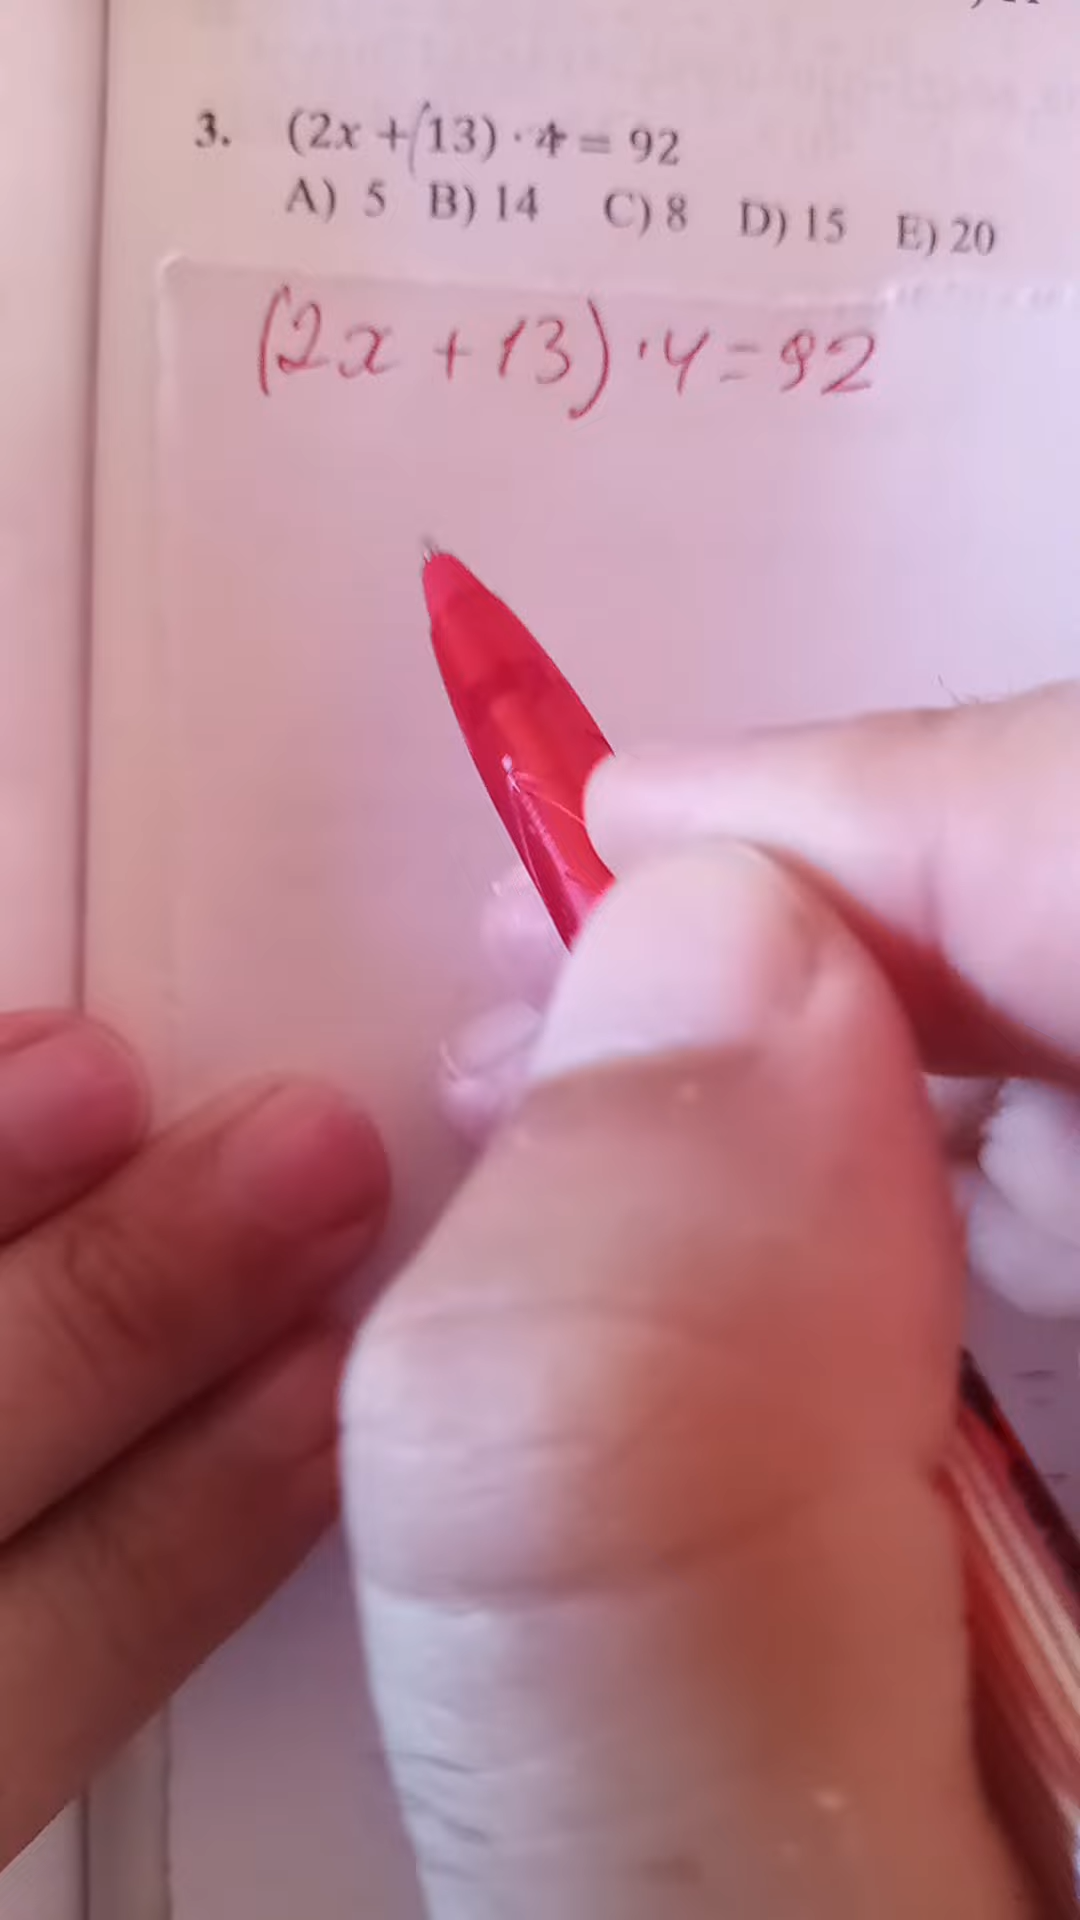 3. (2x + (13) · 4 = 92
A) 5 B) 14 C) 8 D) 15 E) 20
(2x + 13) · 4 = 92